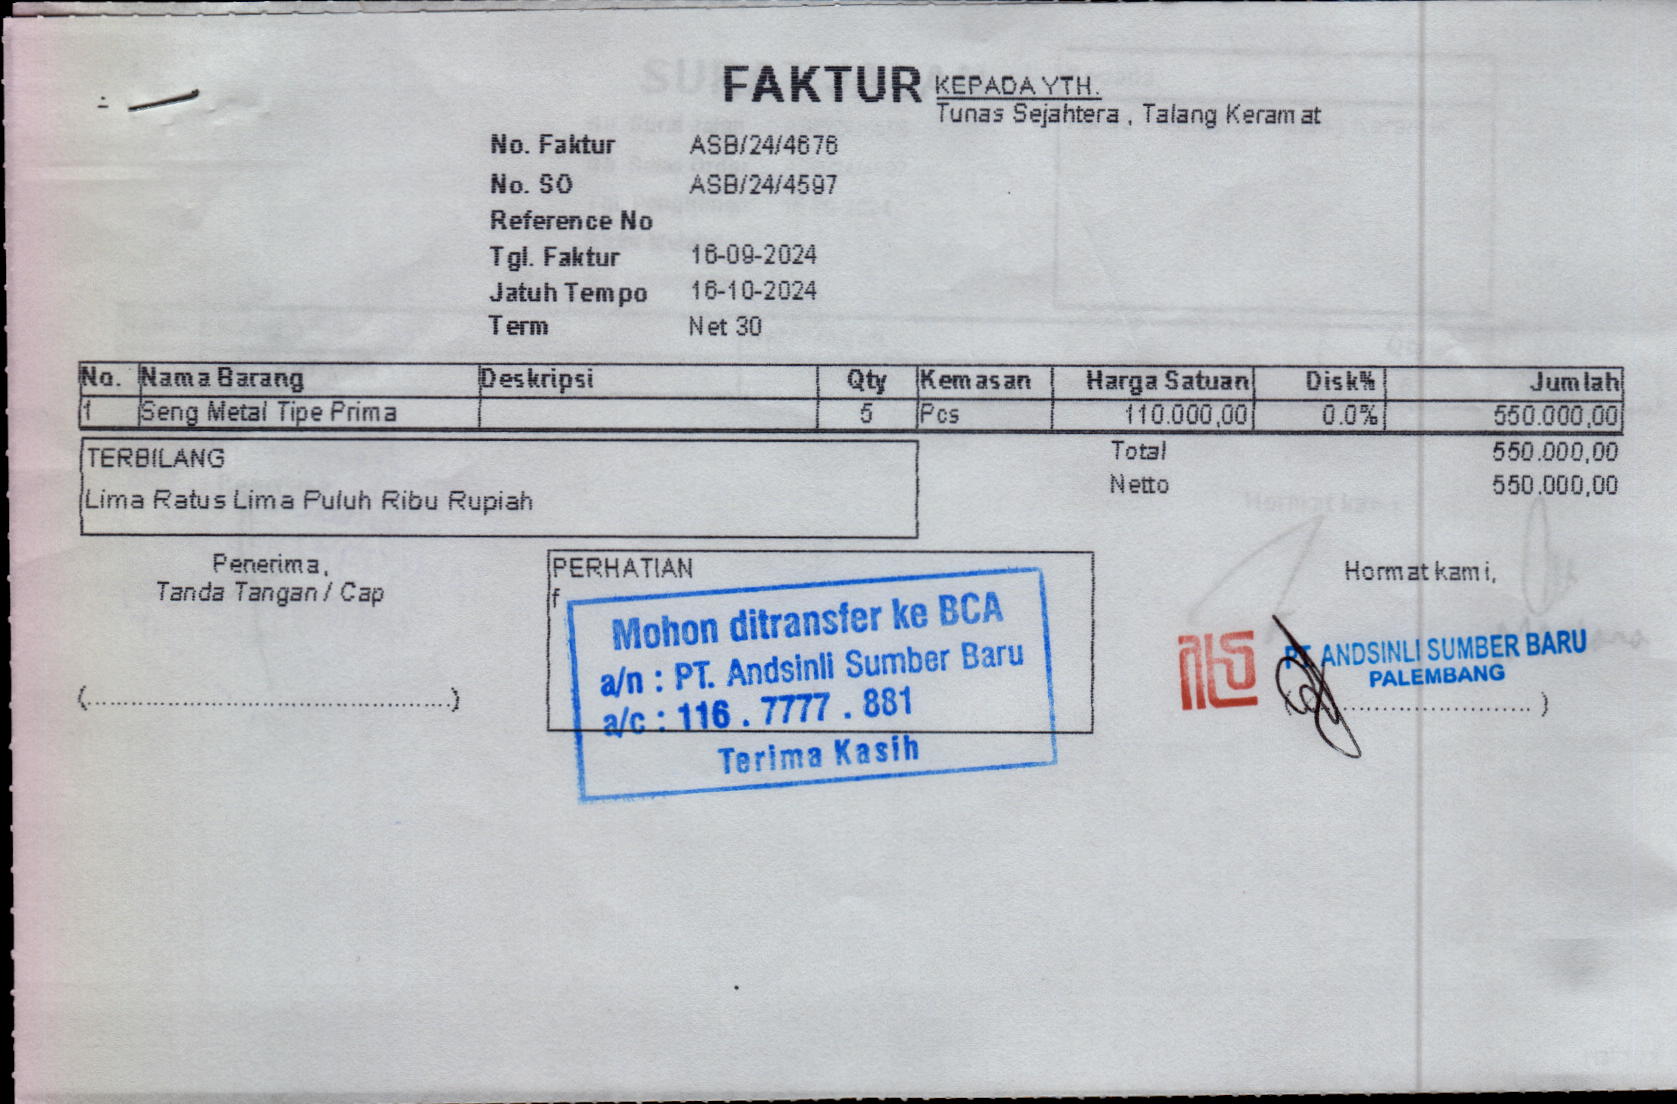 FAKTUR
KEPADA YTH.
Tunas Sejahtera , Talang Keramat
No. Faktur ASB/24/4676
No. SO ASB/24/4597
Reference No
Tgl. Faktur 16-09-2024
Jatuh Tempo 16-10-2024
Term Net 30
No. Nama Barang Deskripsi Qty Kemasan Harga Satuan Disk% Jumlah
1 Seng Metal Tipe Prima 5 Pcs 110.000,00 0.0% 550.000,00
TERBILANG
Lima Ratus Lima Puluh Ribu Rupiah
Total 550.000,00
Netto 550.000,00
Penerima,
Tanda Tangan / Cap
(................................................)
PERHATIAN
f
Mohon ditransfer ke BCA
a/n : PT. Andsinli Sumber Baru
a/c : 116 . 7777 . 881
Terima Kasih
Hormat kami,
PT. ANDSINLI SUMBER BARU
PALEMBANG